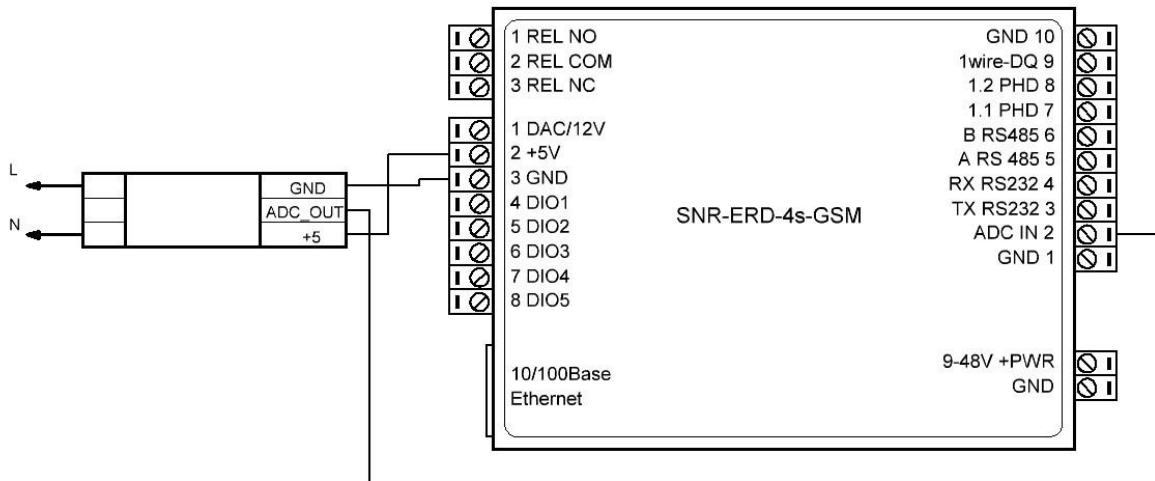 L
N
GND
ADC_OUT
+5
1 REL NO
2 REL COM
3 REL NC
1 DAC/12V
2 +5V
3 GND
4 DIO1
5 DIO2
6 DIO3
7 DIO4
8 DIO5
10/100Base
Ethernet
SNR-ERD-4s-GSM
GND 10
1wire-DQ 9
1.2 PHD 8
1.1 PHD 7
B RS485 6
A RS 485 5
RX RS232 4
TX RS232 3
ADC IN 2
GND 1
9-48V +PWR
GND